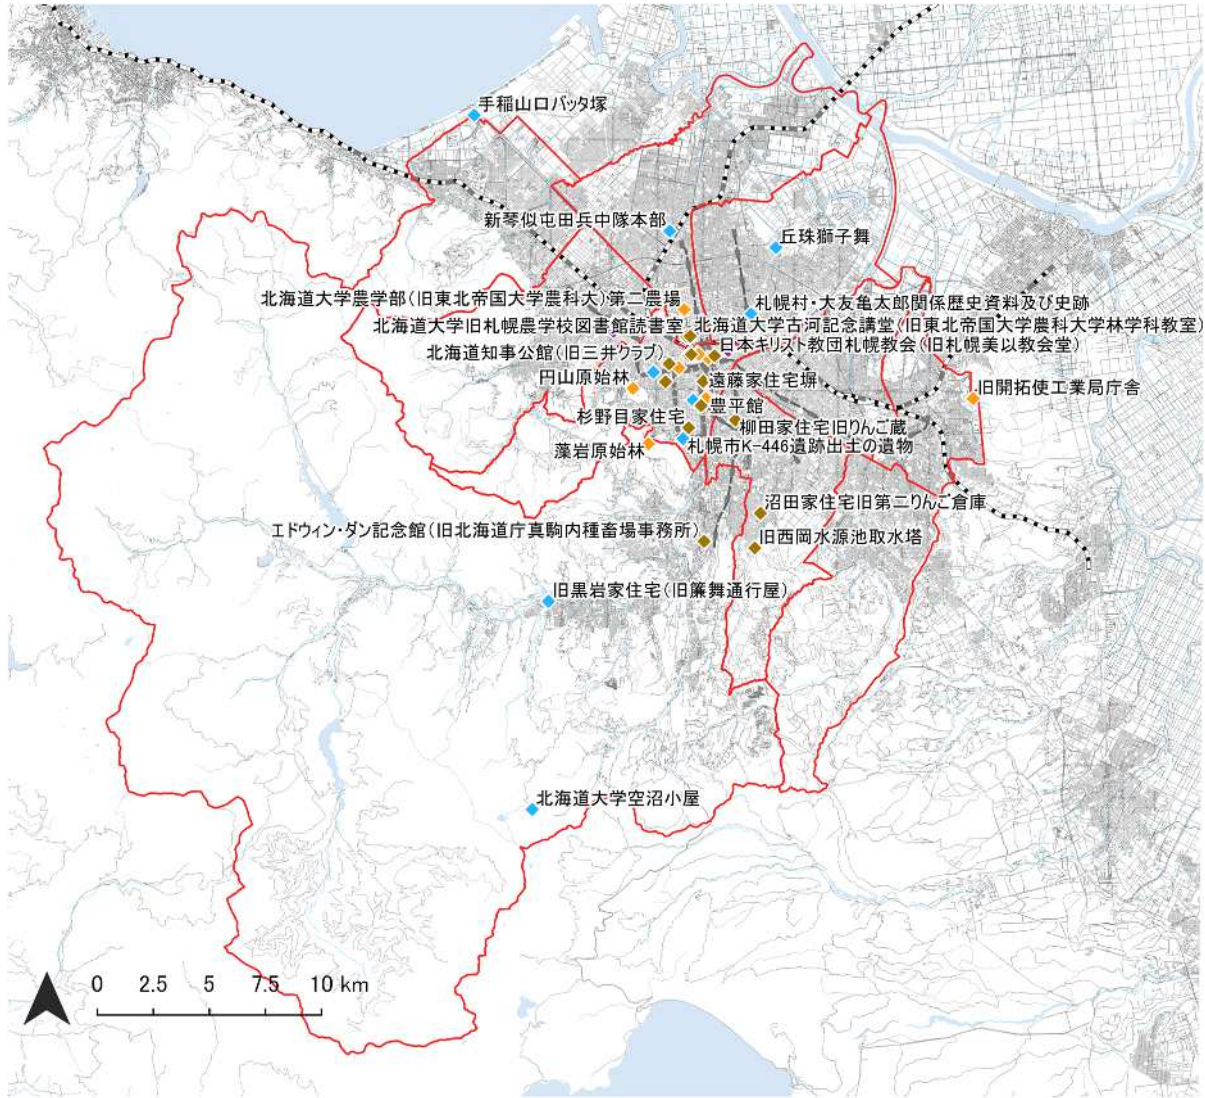 手稲山口バッタ塚
新琴似屯田兵中隊本部
丘珠獅子舞
北海道大学農学部(旧東北帝国大学農科大)第二農場
札幌村・大友亀太郎関係歴史資料及び史跡
北海道大学旧札幌農学校図書館読書室
北海道大学古河記念講堂(旧東北帝国大学農科大学林学科教室)
日本キリスト教団札幌教会(旧札幌美以教会堂)
北海道知事公館(旧三井クラブ)
円山原始林
遠藤家住宅塀
旧開拓使工業局庁舎
豊平館
杉野目家住宅
柳田家住宅旧りんご蔵
藻岩原始林
札幌市K-446遺跡出土の遺物
沼田家住宅旧第二りんご倉庫
エドウィン・ダン記念館(旧北海道庁真駒内種畜場事務所)
旧西岡水源池取水塔
旧黒岩家住宅(旧簾舞通行屋)
北海道大学空沼小屋
0 2.5 5 7.5 10 km